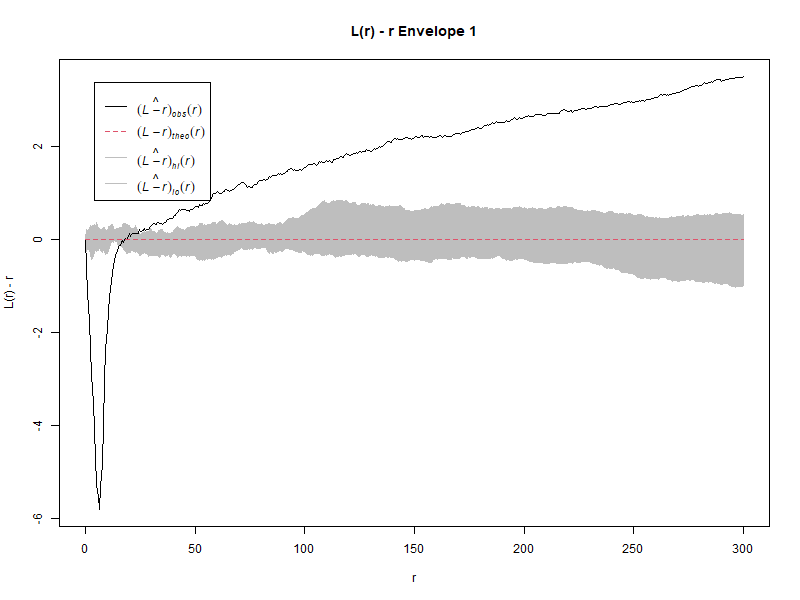 L(r) - r Envelope 1
(L̂−r)obs(r)
(L−r)theo(r)
(L̂−r)hi(r)
(L̂−r)lo(r)
L(r) - r
2
0
-2
-4
-6
0 50 100 150 200 250 300
r